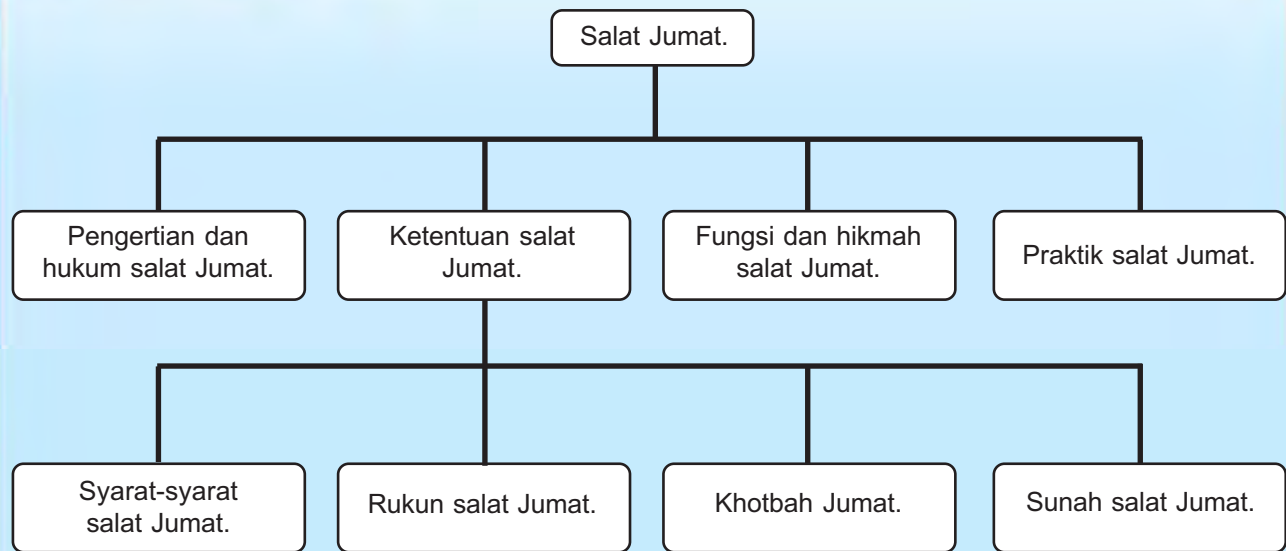 Salat Jumat.
Pengertian dan
hukum salat Jumat.
Ketentuan salat
Jumat.
Fungsi dan hikmah
salat Jumat.
Praktik salat Jumat.
Syarat-syarat
salat Jumat.
Rukun salat Jumat.
Khotbah Jumat.
Sunah salat Jumat.